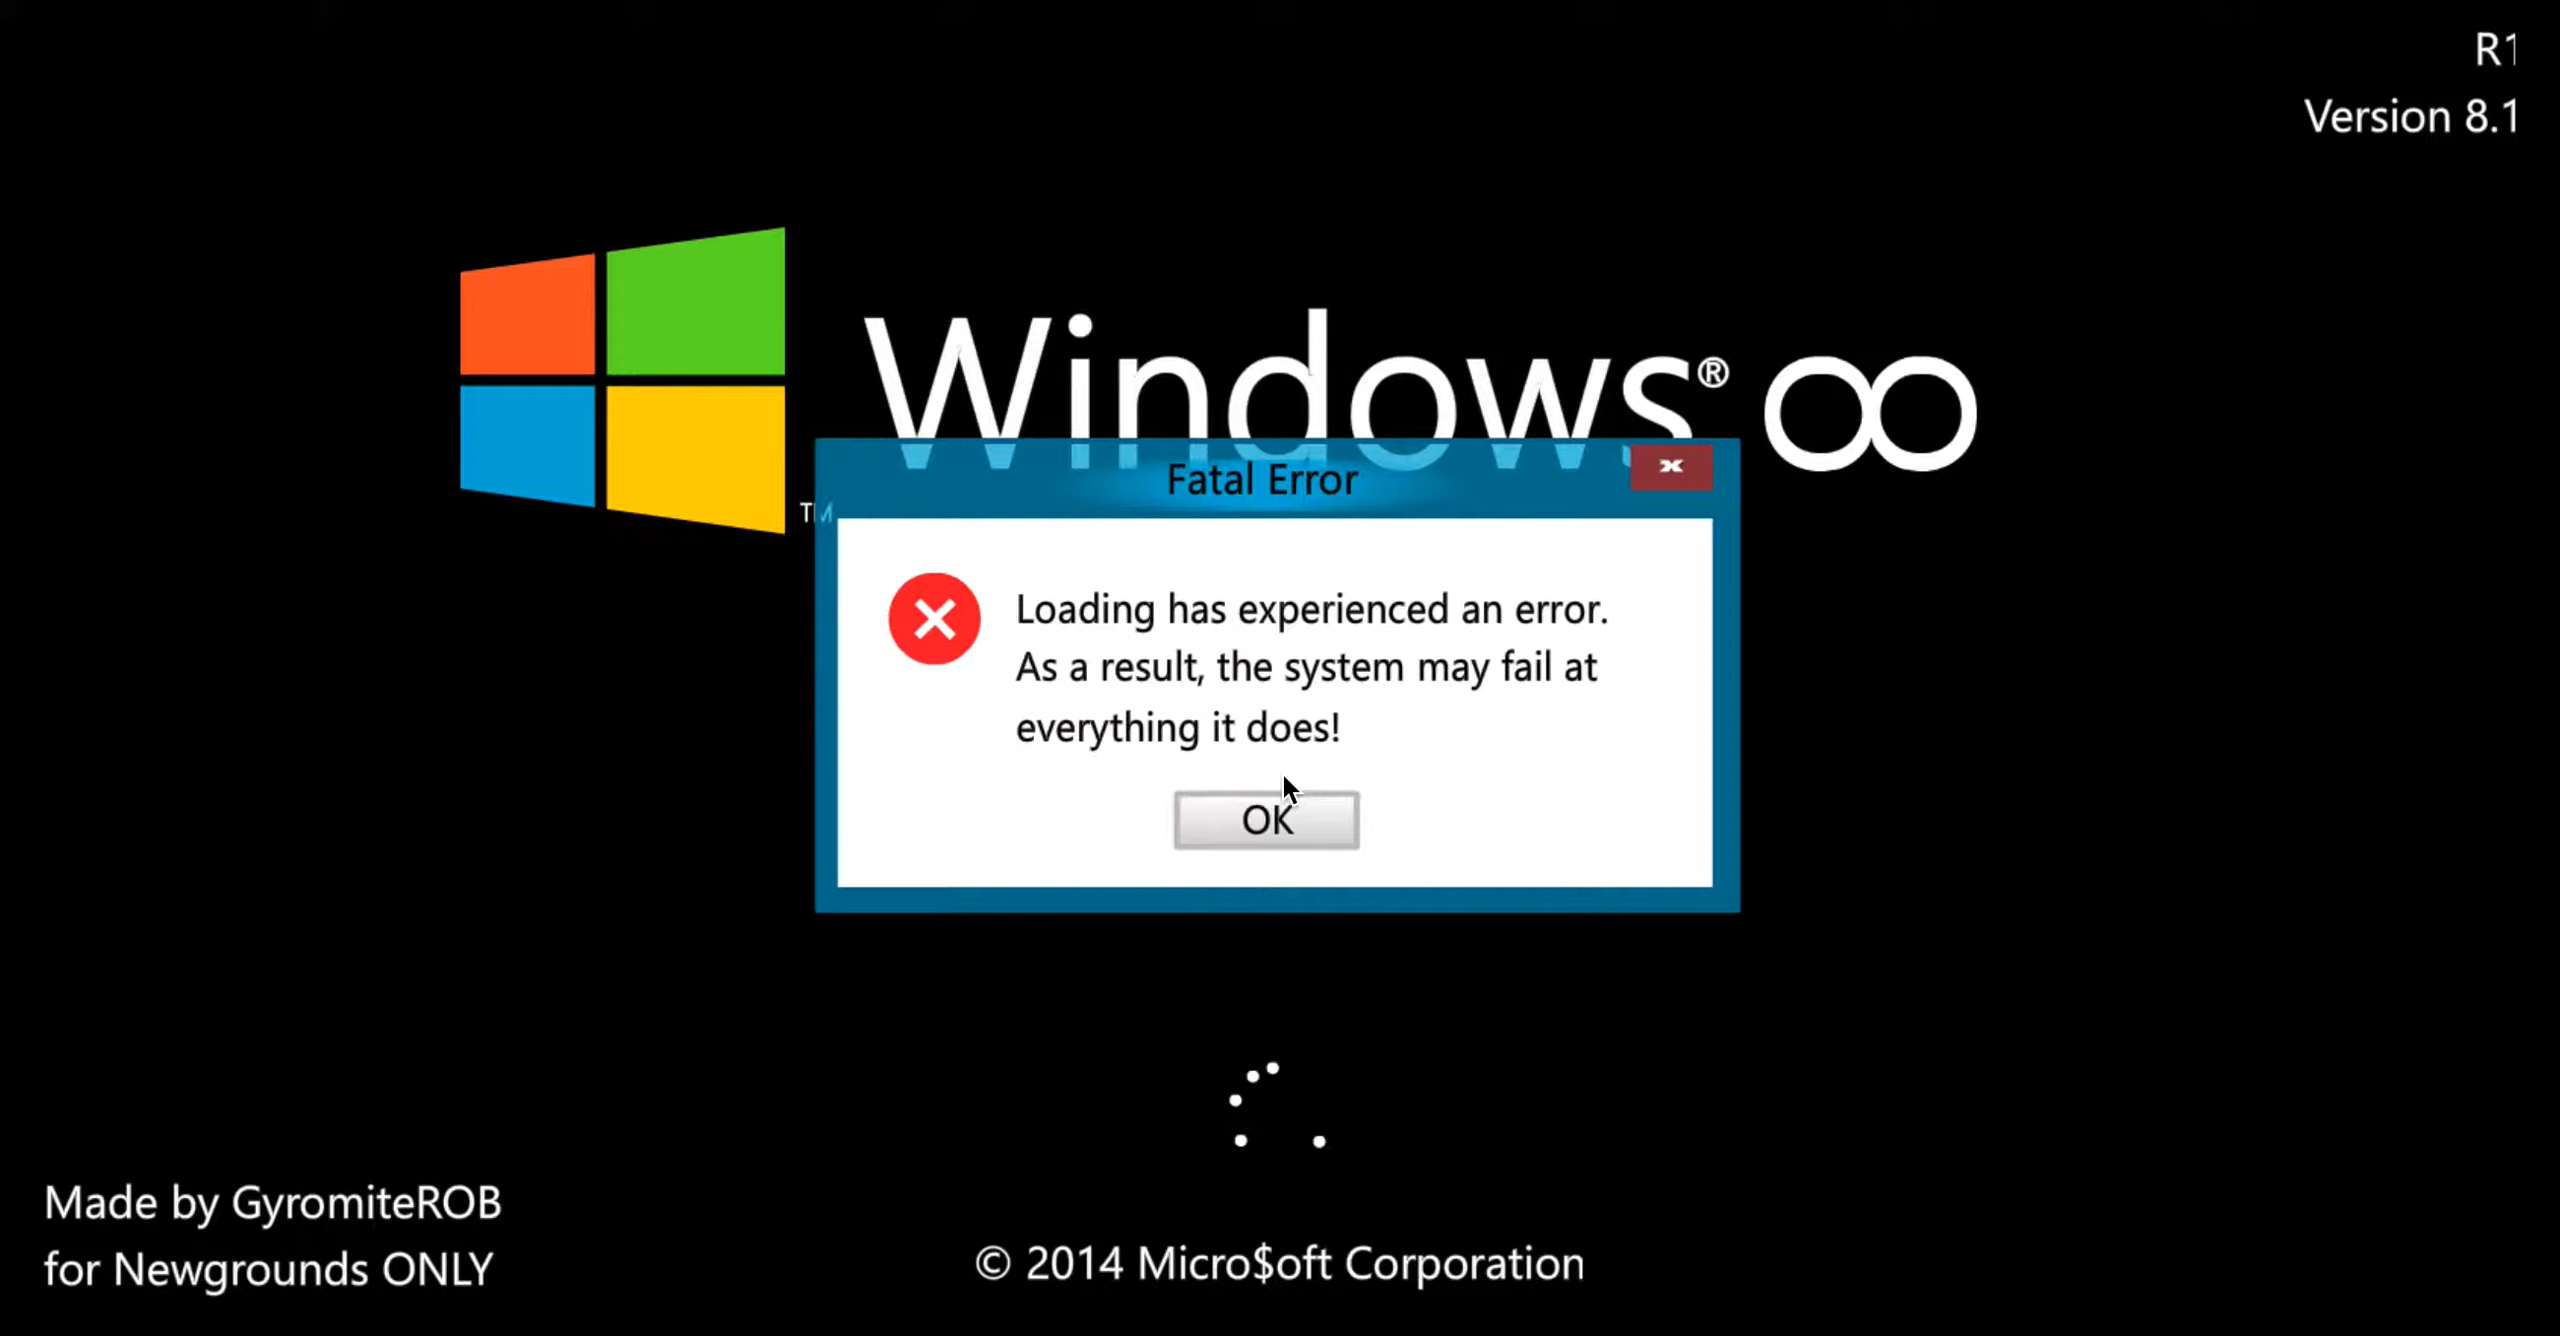 R1
Version 8.1
Windows® ∞
TM
Fatal Error
Loading has experienced an error.
As a result, the system may fail at
everything it does!
OK
Made by GyromiteROB
for Newgrounds ONLY
© 2014 Micro$oft Corporation